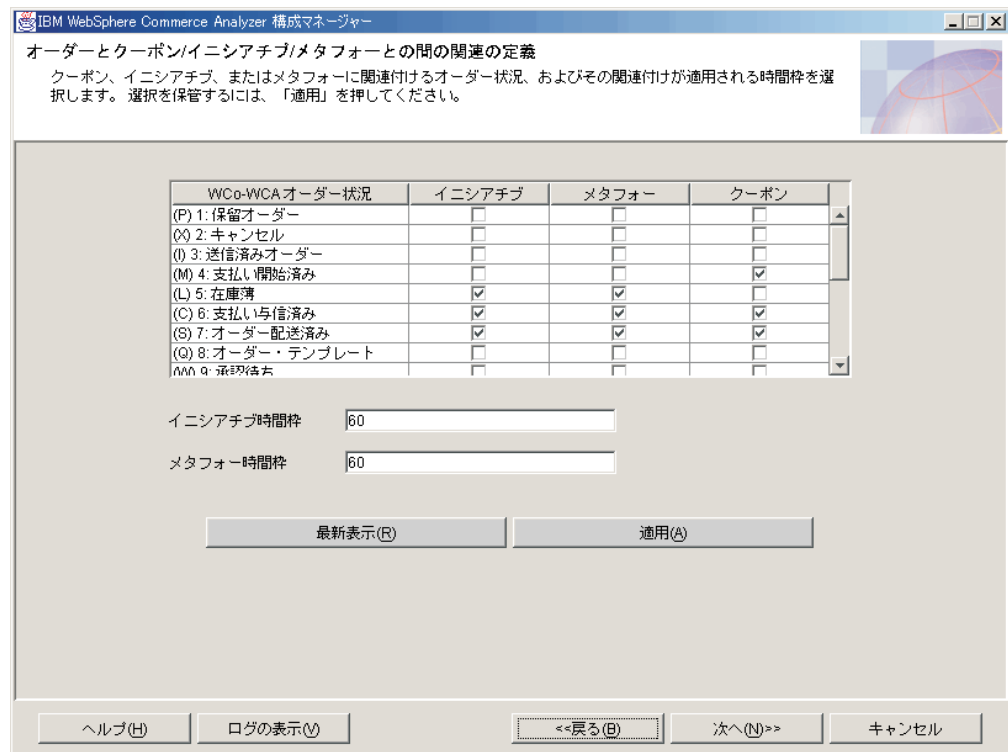 IBM WebSphere Commerce Analyzer 構成マネージャー
オーダーとクーポン/イニシアチブ/メタフォーとの間の関連の定義
クーポン、イニシアチブ、またはメタフォーに関連付けるオーダー状況、およびその関連付けが適用される時間枠を選
択します。 選択を保管するには、「適用」を押してください。
WCo-WCAオーダー状況 イニシアチブ メタフォー クーポン
(P) 1: 保留オーダー
(X) 2: キャンセル
(I) 3: 送信済みオーダー
(M) 4: 支払い開始済み
(L) 5: 在庫薄
(C) 6: 支払い与信済み
(S) 7: オーダー配送済み
(Q) 8: オーダー・テンプレート
9: 承認待ち
イニシアチブ時間枠 60
メタフォー時間枠 60
最新表示(R) 適用(A)
ヘルプ(H) ログの表示(V) <<戻る(B) 次へ(N)>> キャンセル